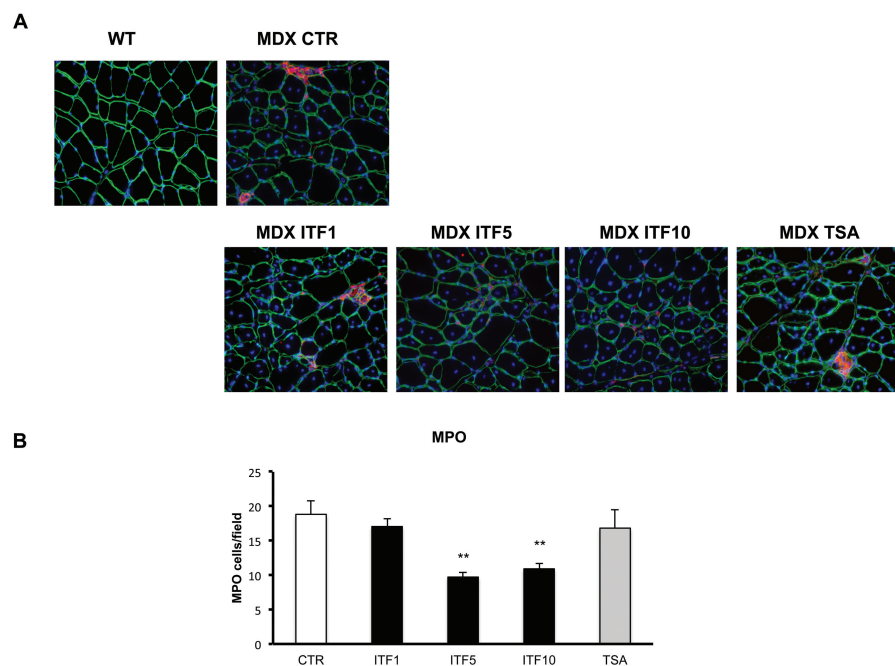 A
WT
MDX CTR
MDX ITF1
MDX ITF5
MDX ITF10
MDX TSA
B
MPO
MPO cells/field
25
20
15
10
5
0
**
**
CTR
ITF1
ITF5
ITF10
TSA